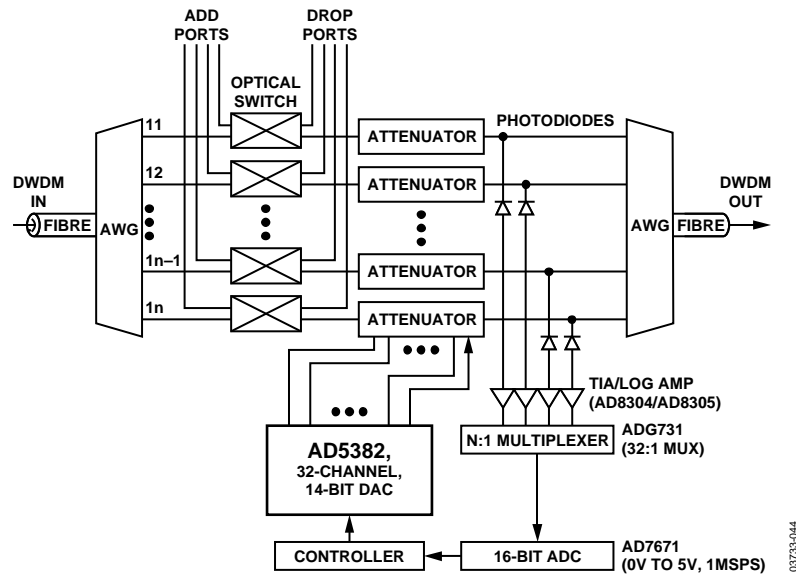 ADD
PORTS
DROP
PORTS
OPTICAL
SWITCH
PHOTODIODES
11
ATTENUATOR
12
ATTENUATOR
DWDM
IN
DWDM
OUT
FIBRE
AWG
AWG
FIBRE
1n–1
ATTENUATOR
1n
ATTENUATOR
TIA/LOG AMP
(AD8304/AD8305)
AD5382,
32-CHANNEL,
14-BIT DAC
N:1 MULTIPLEXER
ADG731
(32:1 MUX)
CONTROLLER
16-BIT ADC
AD7671
(0V TO 5V, 1MSPS)
03733-044